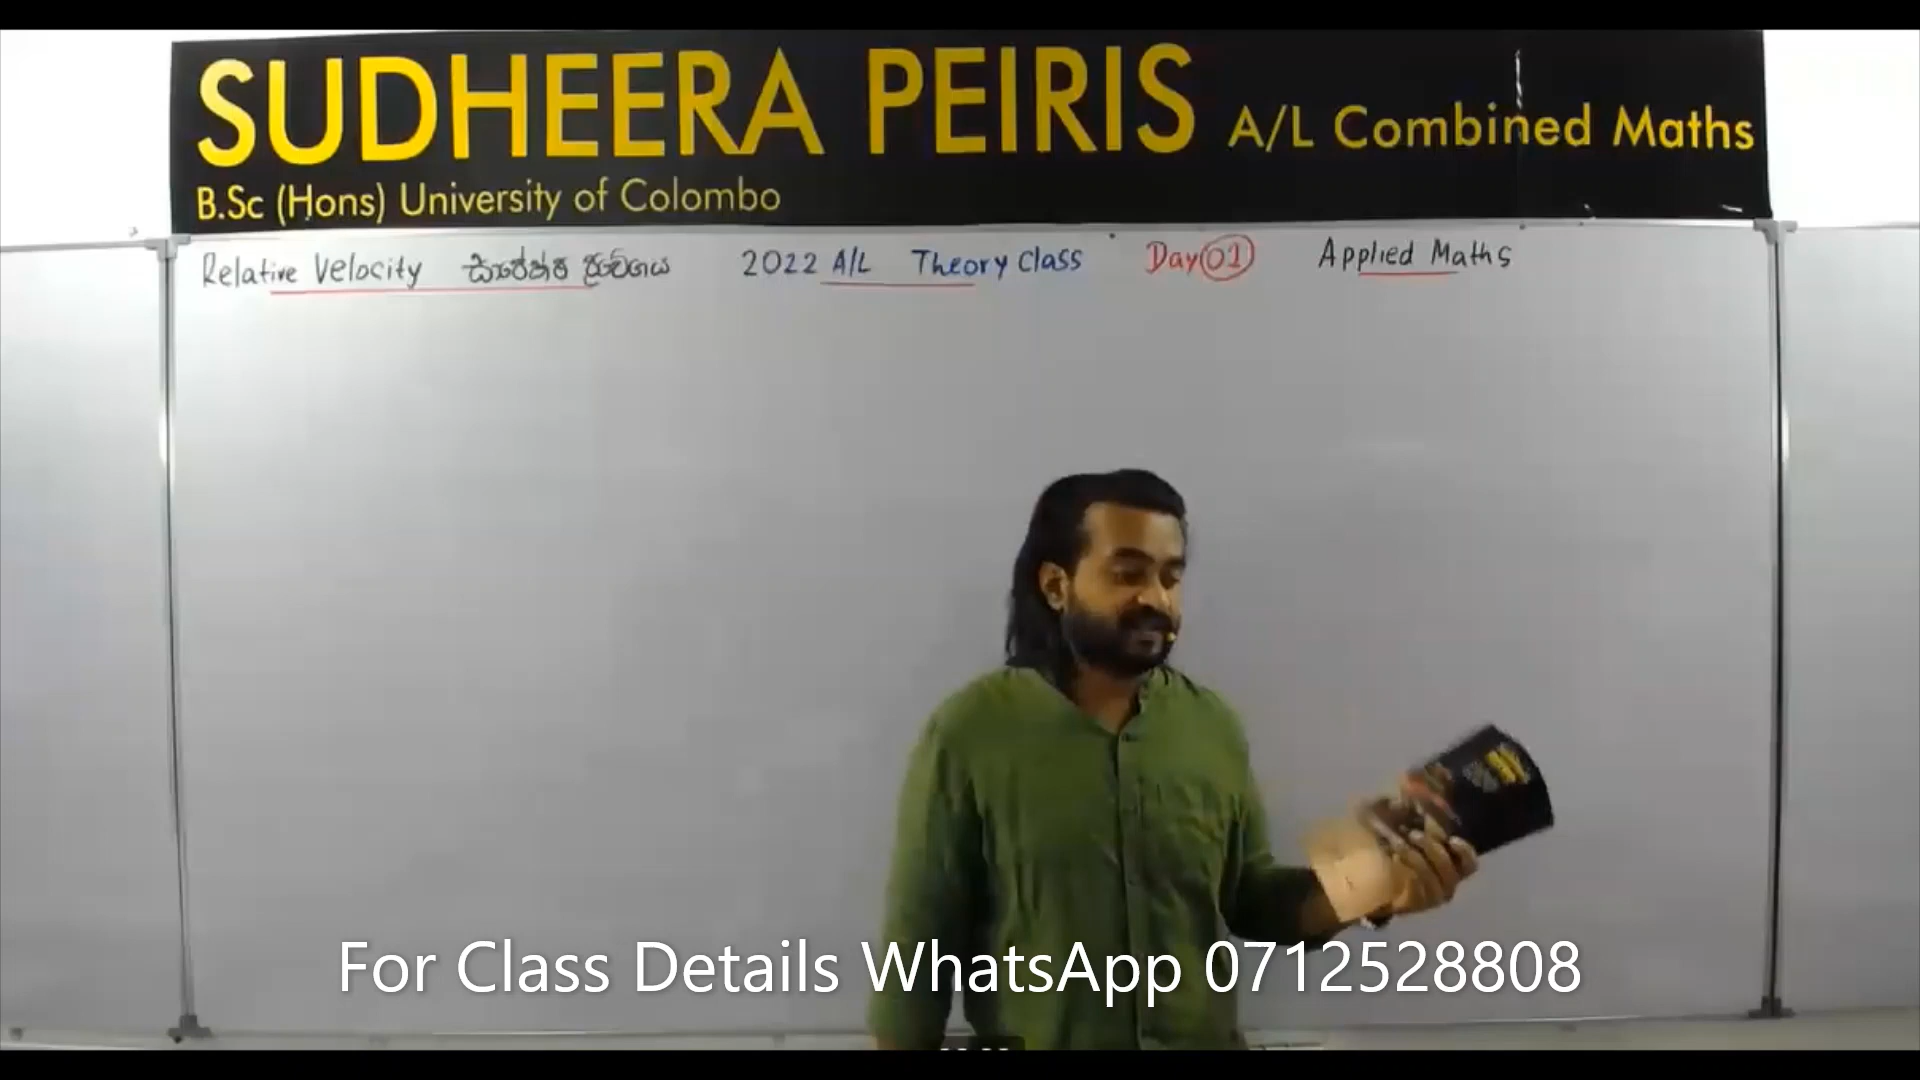 SUDHEERA PEIRIS A/L Combined Maths
B.Sc (Hons) University of Colombo
Relative Velocity සාපේක්ෂ ප්‍රවේගය 2022 A/L Theory Class Day 01 Applied Maths
For Class Details WhatsApp 0712528808